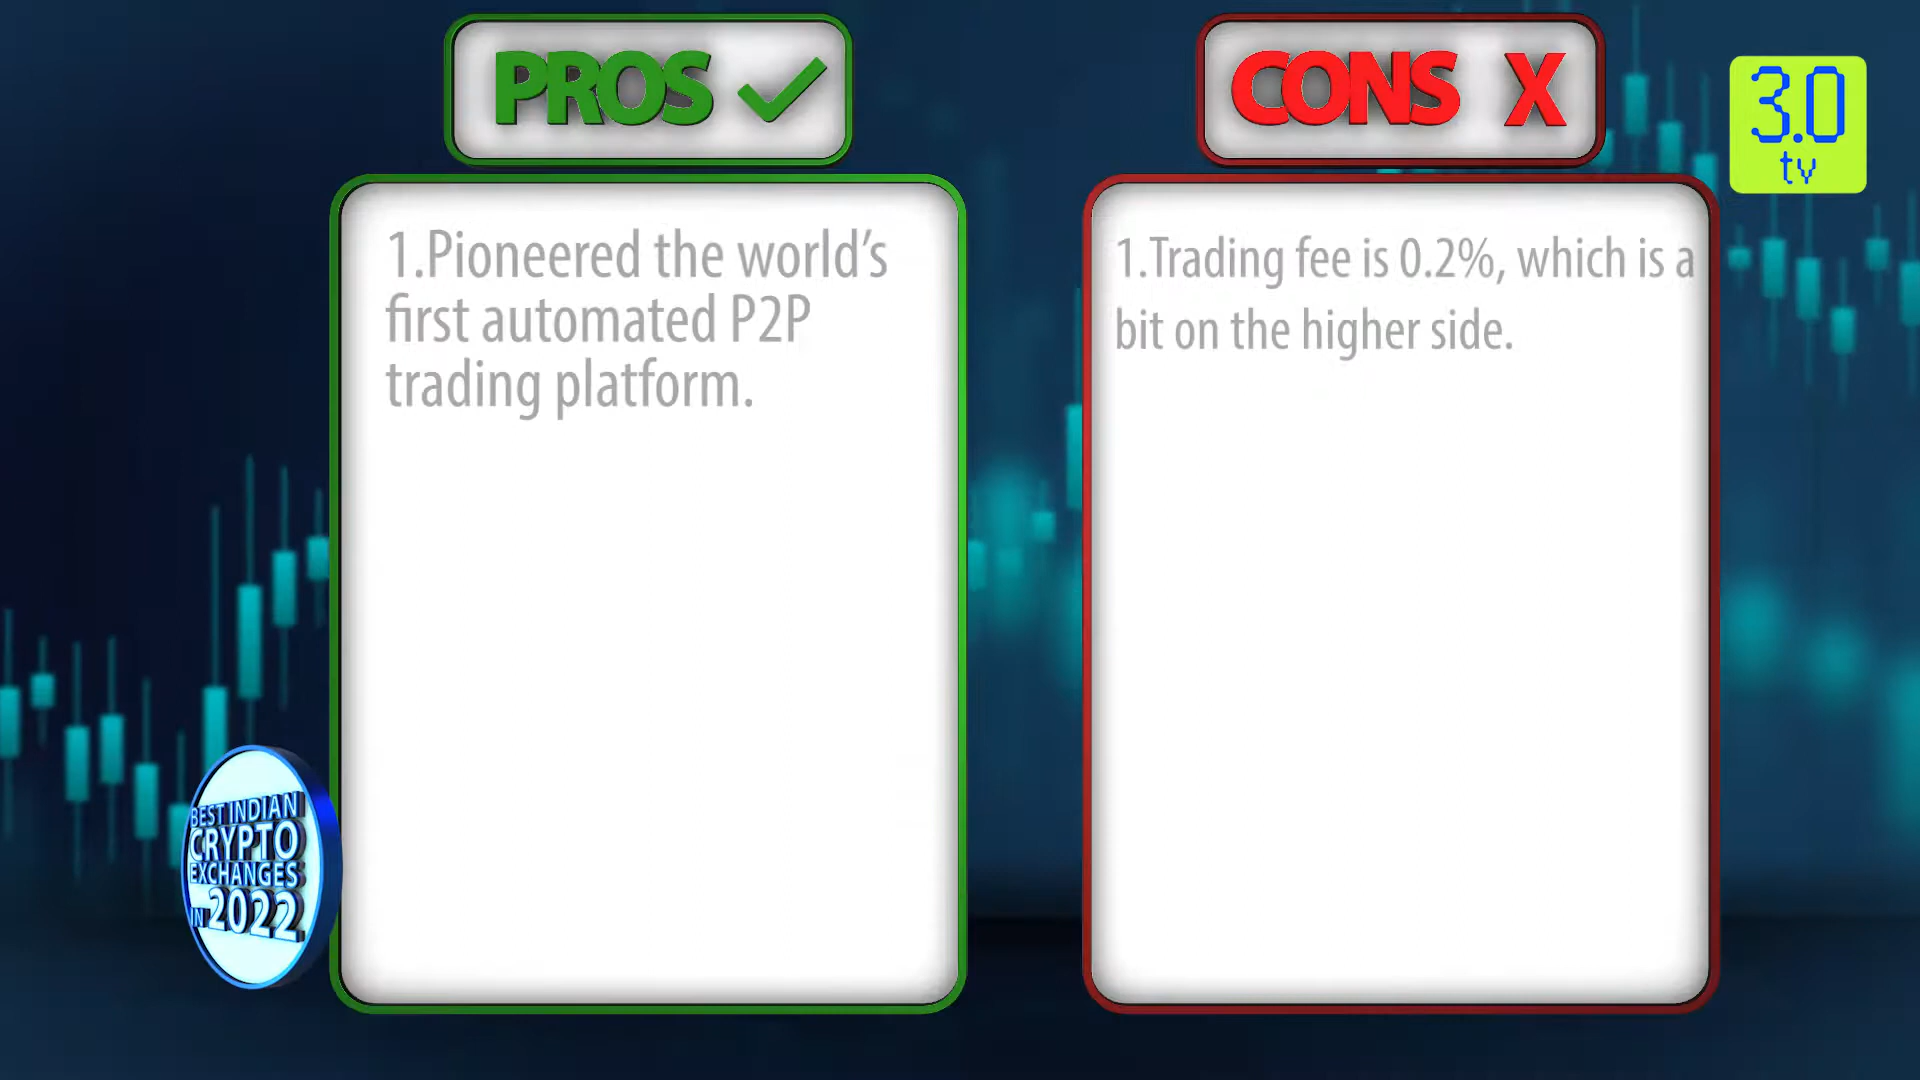 PROS
1.Pioneered the world’s
first automated P2P
trading platform.
CONS X
1.Trading fee is 0.2%, which is a
bit on the higher side.
3.0
tv
BEST INDIAN
CRYPTO
EXCHANGES
IN 2022